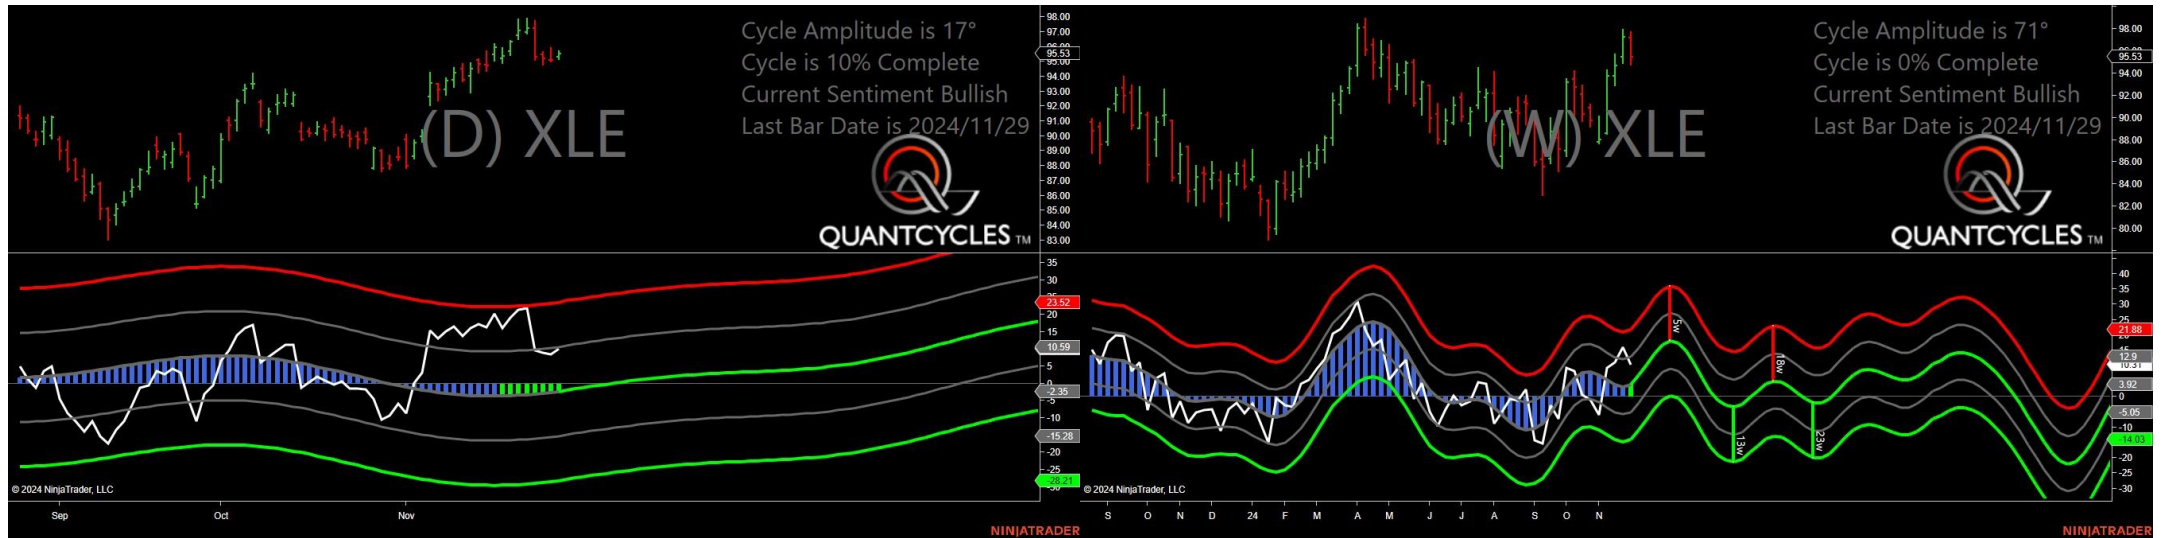 Cycle Amplitude is 17°
Cycle is 10% Complete
Current Sentiment Bullish
Last Bar Date is 2024/11/29
(D) XLE
QUANTCYCLES TM
98.00
97.00
95.53
95.00
94.00
93.00
92.00
91.00
90.00
89.00
88.00
87.00
86.00
85.00
84.00
83.00
35
30
23.52
20
15
10.59
5
0
-2.35
-5
-10
-15.28
-20
-25
-28.21
© 2024 NinjaTrader, LLC
Sep Oct Nov
NINJATRADER
Cycle Amplitude is 71°
Cycle is 0% Complete
Current Sentiment Bullish
Last Bar Date is 2024/11/29
(W) XLE
QUANTCYCLES TM
98.00
95.53
94.00
92.00
90.00
88.00
86.00
84.00
82.00
80.00
5w
18w
13w
23w
40
35
30
21.88
12.9
10.31
3.92
0
-5.05
-10
-14.03
-20
-25
-30
© 2024 NinjaTrader, LLC
S O N D 24 F M A M J J A S O N
NINJATRADER